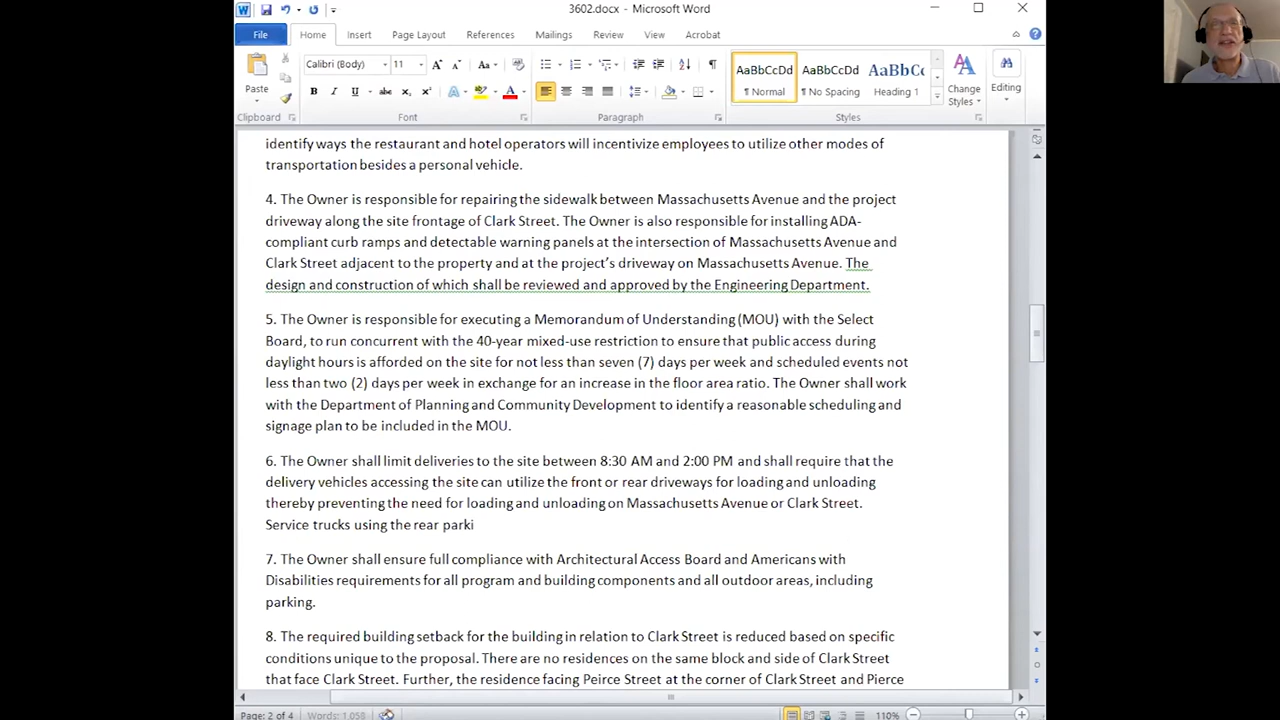 3602.docx - Microsoft Word
File Home Insert Page Layout References Mailings Review View Acrobat
Calibri (Body) 11
AaBbCcDd AaBbCcDd AaBbCc
Paste
¶ Normal ¶ No Spacing Heading 1 Change Styles Editing
Clipboard Font Paragraph Styles
identify ways the restaurant and hotel operators will incentivize employees to utilize other modes of
transportation besides a personal vehicle.
4. The Owner is responsible for repairing the sidewalk between Massachusetts Avenue and the project
driveway along the site frontage of Clark Street. The Owner is also responsible for installing ADA-
compliant curb ramps and detectable warning panels at the intersection of Massachusetts Avenue and
Clark Street adjacent to the property and at the project's driveway on Massachusetts Avenue. The
design and construction of which shall be reviewed and approved by the Engineering Department.
5. The Owner is responsible for executing a Memorandum of Understanding (MOU) with the Select
Board, to run concurrent with the 40-year mixed-use restriction to ensure that public access during
daylight hours is afforded on the site for not less than seven (7) days per week and scheduled events not
less than two (2) days per week in exchange for an increase in the floor area ratio. The Owner shall work
with the Department of Planning and Community Development to identify a reasonable scheduling and
signage plan to be included in the MOU.
6. The Owner shall limit deliveries to the site between 8:30 AM and 2:00 PM and shall require that the
delivery vehicles accessing the site can utilize the front or rear driveways for loading and unloading
thereby preventing the need for loading and unloading on Massachusetts Avenue or Clark Street.
Service trucks using the rear parki
7. The Owner shall ensure full compliance with Architectural Access Board and Americans with
Disabilities requirements for all program and building components and all outdoor areas, including
parking.
8. The required building setback for the building in relation to Clark Street is reduced based on specific
conditions unique to the proposal. There are no residences on the same block and side of Clark Street
that face Clark Street. Further, the residence facing Peirce Street at the corner of Clark Street and Pierce
Page: 2 of 4 Words: 1,058 110%